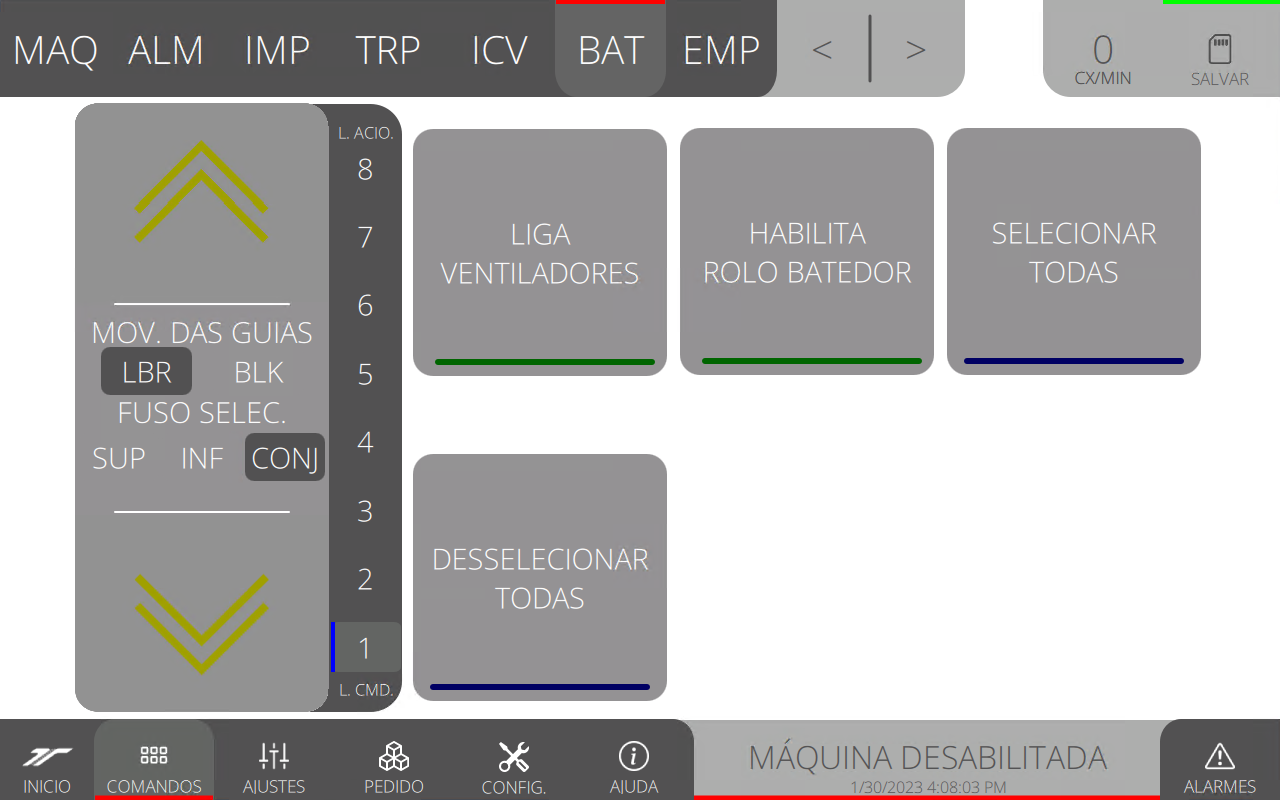 MAQ ALM IMP TRP ICV BAT EMP < > 0
CX/MIN SALVAR
L. ACIO.
8
7
6
5
4
3
2
1
L. CMD.
MOV. DAS GUIAS
LBR BLK
FUSO SELEC.
SUP INF CONJ
LIGA
VENTILADORES
HABILITA
ROLO BATEDOR
SELECIONAR
TODAS
DESSELECIONAR
TODAS
INICIO COMANDOS AJUSTES PEDIDO CONFIG. AJUDA
MÁQUINA DESABILITADA
1/30/2023 4:08:03 PM
ALARMES